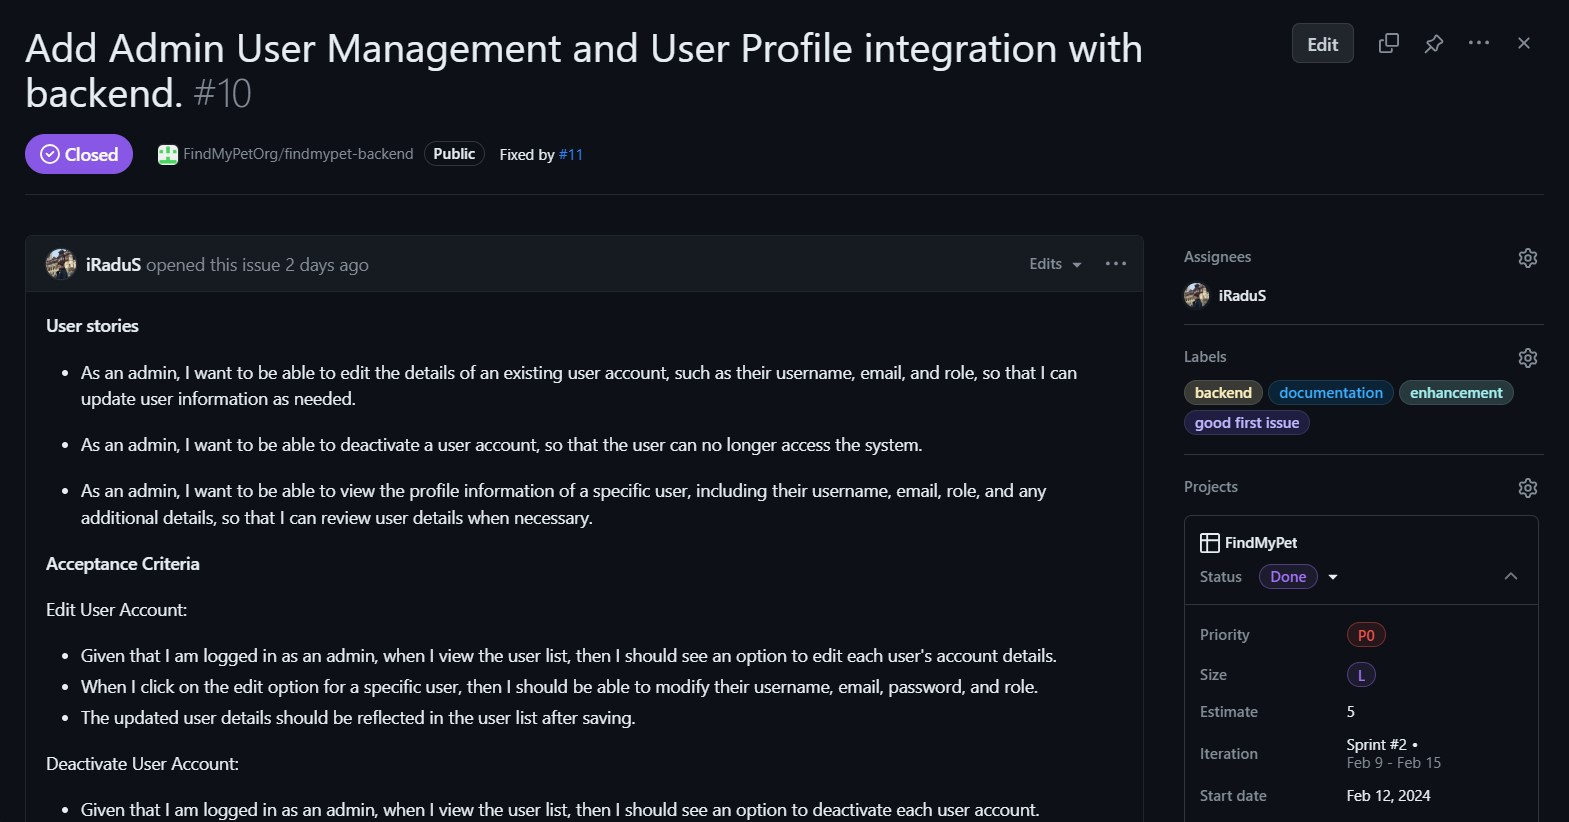 Add Admin User Management and User Profile integration with
backend. #10
Edit
Closed
FindMyPetOrg/findmypet-backend
Public
Fixed by #11
iRaduS opened this issue 2 days ago
Edits
User stories
• As an admin, I want to be able to edit the details of an existing user account, such as their username, email, and role, so that I can
update user information as needed.
• As an admin, I want to be able to deactivate a user account, so that the user can no longer access the system.
• As an admin, I want to be able to view the profile information of a specific user, including their username, email, role, and any
additional details, so that I can review user details when necessary.
Acceptance Criteria
Edit User Account:
• Given that I am logged in as an admin, when I view the user list, then I should see an option to edit each user's account details.
• When I click on the edit option for a specific user, then I should be able to modify their username, email, password, and role.
• The updated user details should be reflected in the user list after saving.
Deactivate User Account:
• Given that I am logged in as an admin, when I view the user list, then I should see an option to deactivate each user account.
Assignees
iRaduS
Labels
backend documentation enhancement
good first issue
Projects
FindMyPet
Status Done
Priority P0
Size L
Estimate 5
Iteration Sprint #2 •
Feb 9 - Feb 15
Start date Feb 12, 2024